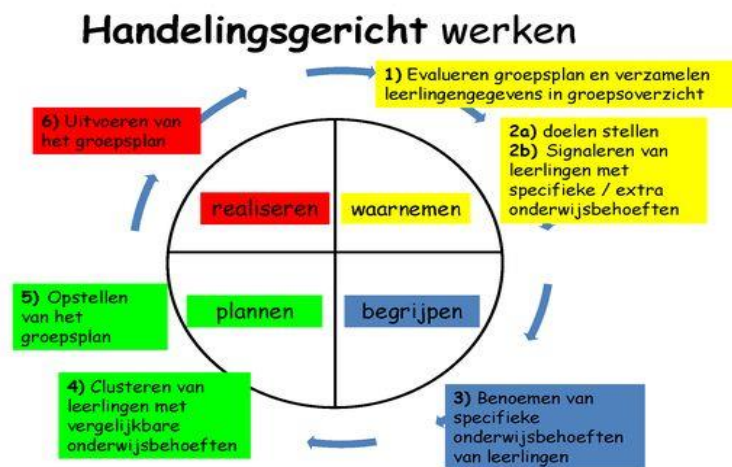 Handelingsgericht werken
1) Evalueren groepsplan en verzamelen
leerlingengegevens in groepsoverzicht
2a) doelen stellen
2b) Signaleren van
leerlingen met
specifieke / extra
onderwijsbehoeften
6) Uitvoeren van
het groepsplan
realiseren
waarnemen
5) Opstellen
van het
groepsplan
plannen
begrijpen
4) Clusteren van
leerlingen met
vergelijkbare
onderwijsbehoeften
3) Benoemen van
specifieke
onderwijsbehoeften
van leerlingen